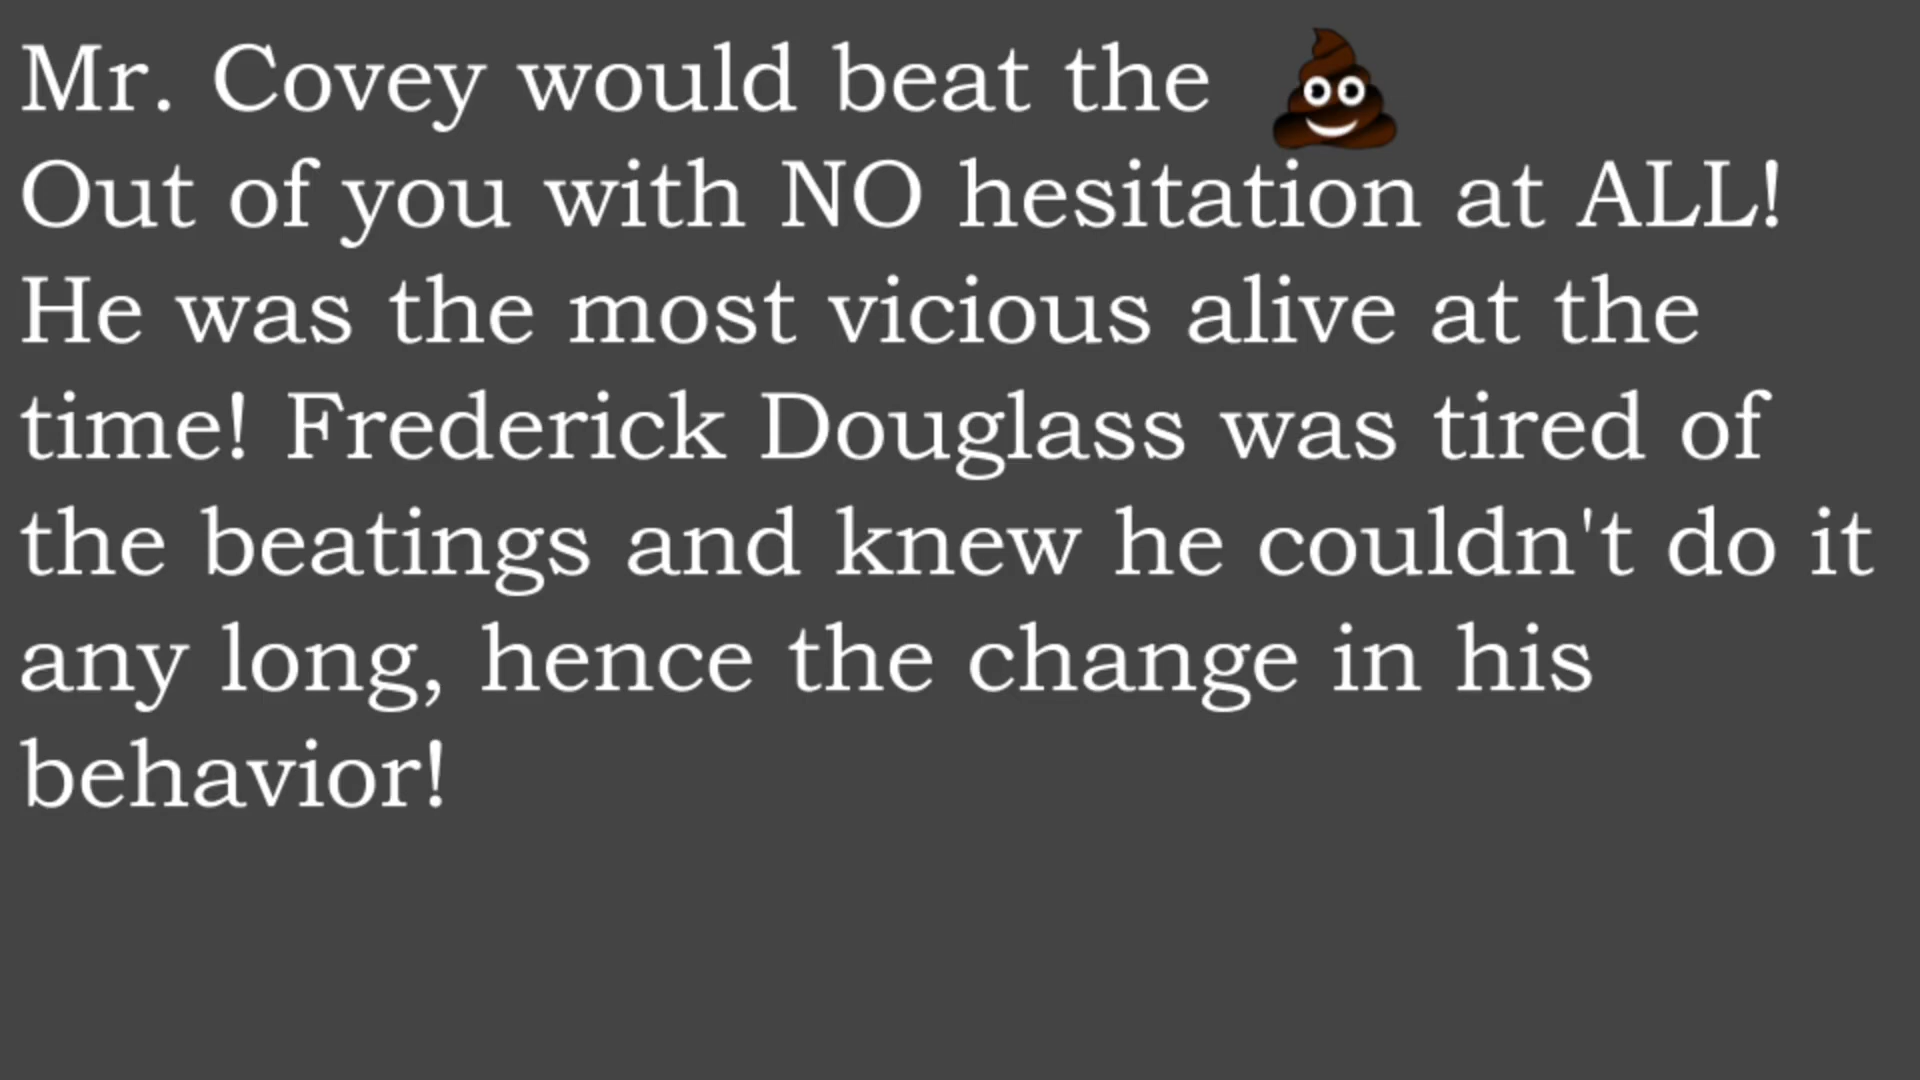 Mr. Covey would beat the 💩
Out of you with NO hesitation at ALL!
He was the most vicious alive at the
time! Frederick Douglass was tired of
the beatings and knew he couldn't do it
any long, hence the change in his
behavior!